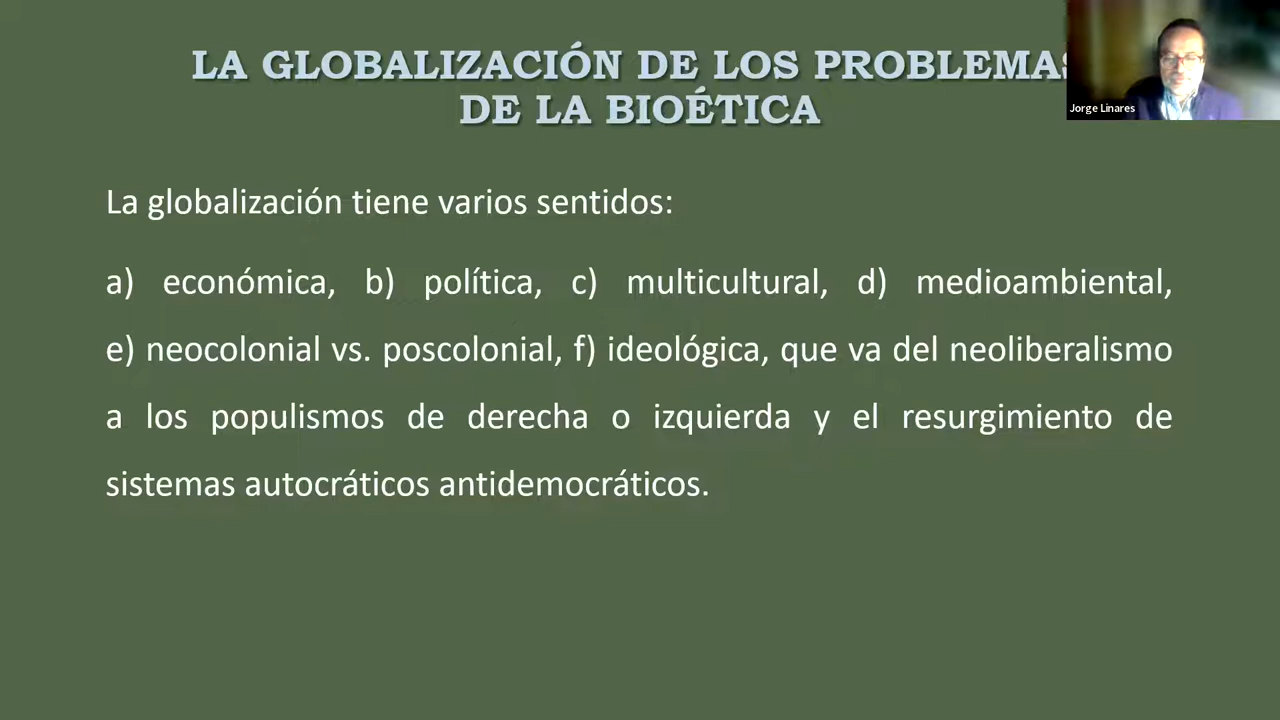 LA GLOBALIZACIÓN DE LOS PROBLEMAS
DE LA BIOÉTICA
Jorge Linares
La globalización tiene varios sentidos:
a) económica, b) política, c) multicultural, d) medioambiental,
e) neocolonial vs. poscolonial, f) ideológica, que va del neoliberalismo
a los populismos de derecha o izquierda y el resurgimiento de
sistemas autocráticos antidemocráticos.